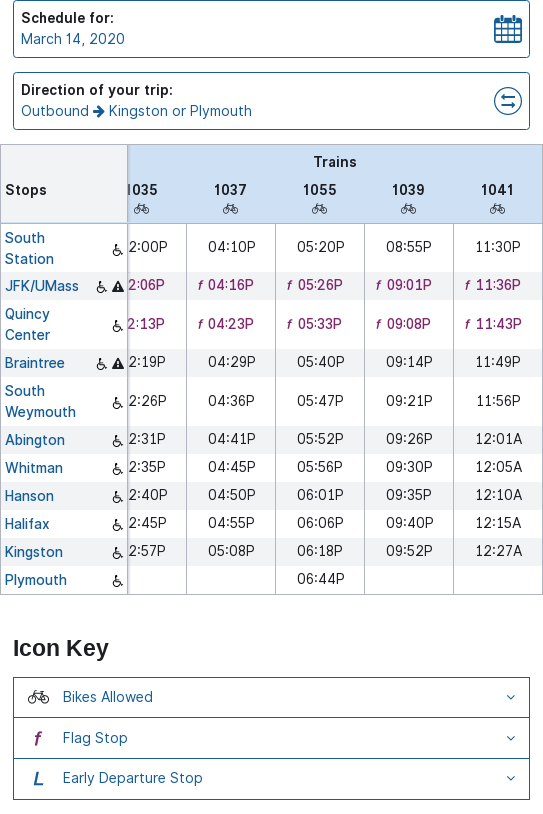 Schedule for:
March 14, 2020
Direction of your trip:
Outbound Kingston or Plymouth
Trains
Stops 1035 1037 1055 1039 1041
South Station 2:00P 04:10P 05:20P 08:55P 11:30P
JFK/UMass 2:06P f 04:16P f 05:26P f 09:01P f 11:36P
Quincy Center 2:13P f 04:23P f 05:33P f 09:08P f 11:43P
Braintree 2:19P 04:29P 05:40P 09:14P 11:49P
South Weymouth 2:26P 04:36P 05:47P 09:21P 11:56P
Abington 2:31P 04:41P 05:52P 09:26P 12:01A
Whitman 2:35P 04:45P 05:56P 09:30P 12:05A
Hanson 2:40P 04:50P 06:01P 09:35P 12:10A
Halifax 2:45P 04:55P 06:06P 09:40P 12:15A
Kingston 2:57P 05:08P 06:18P 09:52P 12:27A
Plymouth 06:44P
Icon Key
Bikes Allowed
f Flag Stop
L Early Departure Stop